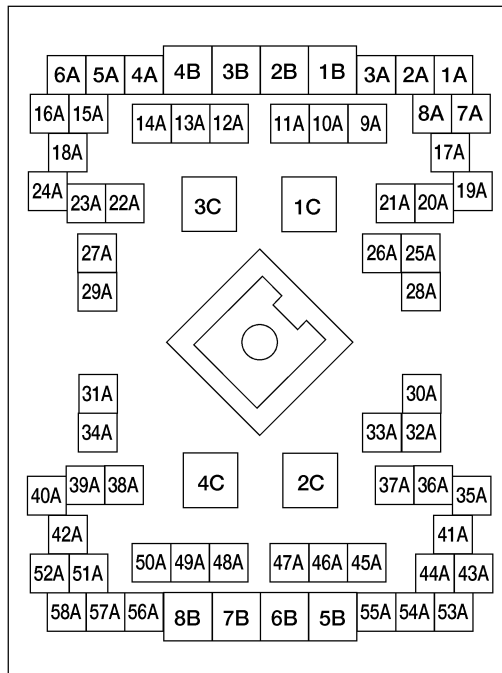 6A 5A 4A 4B 3B 2B 1B 3A 2A 1A
16A 15A 14A 13A 12A 11A 10A 9A 8A 7A
18A 17A
24A 23A 22A 3C 1C 21A 20A 19A
27A 26A 25A
29A 28A
31A 30A
34A 33A 32A
40A 39A 38A 4C 2C 37A 36A 35A
42A 41A
52A 51A 50A 49A 48A 47A 46A 45A 44A 43A
58A 57A 56A 8B 7B 6B 5B 55A 54A 53A